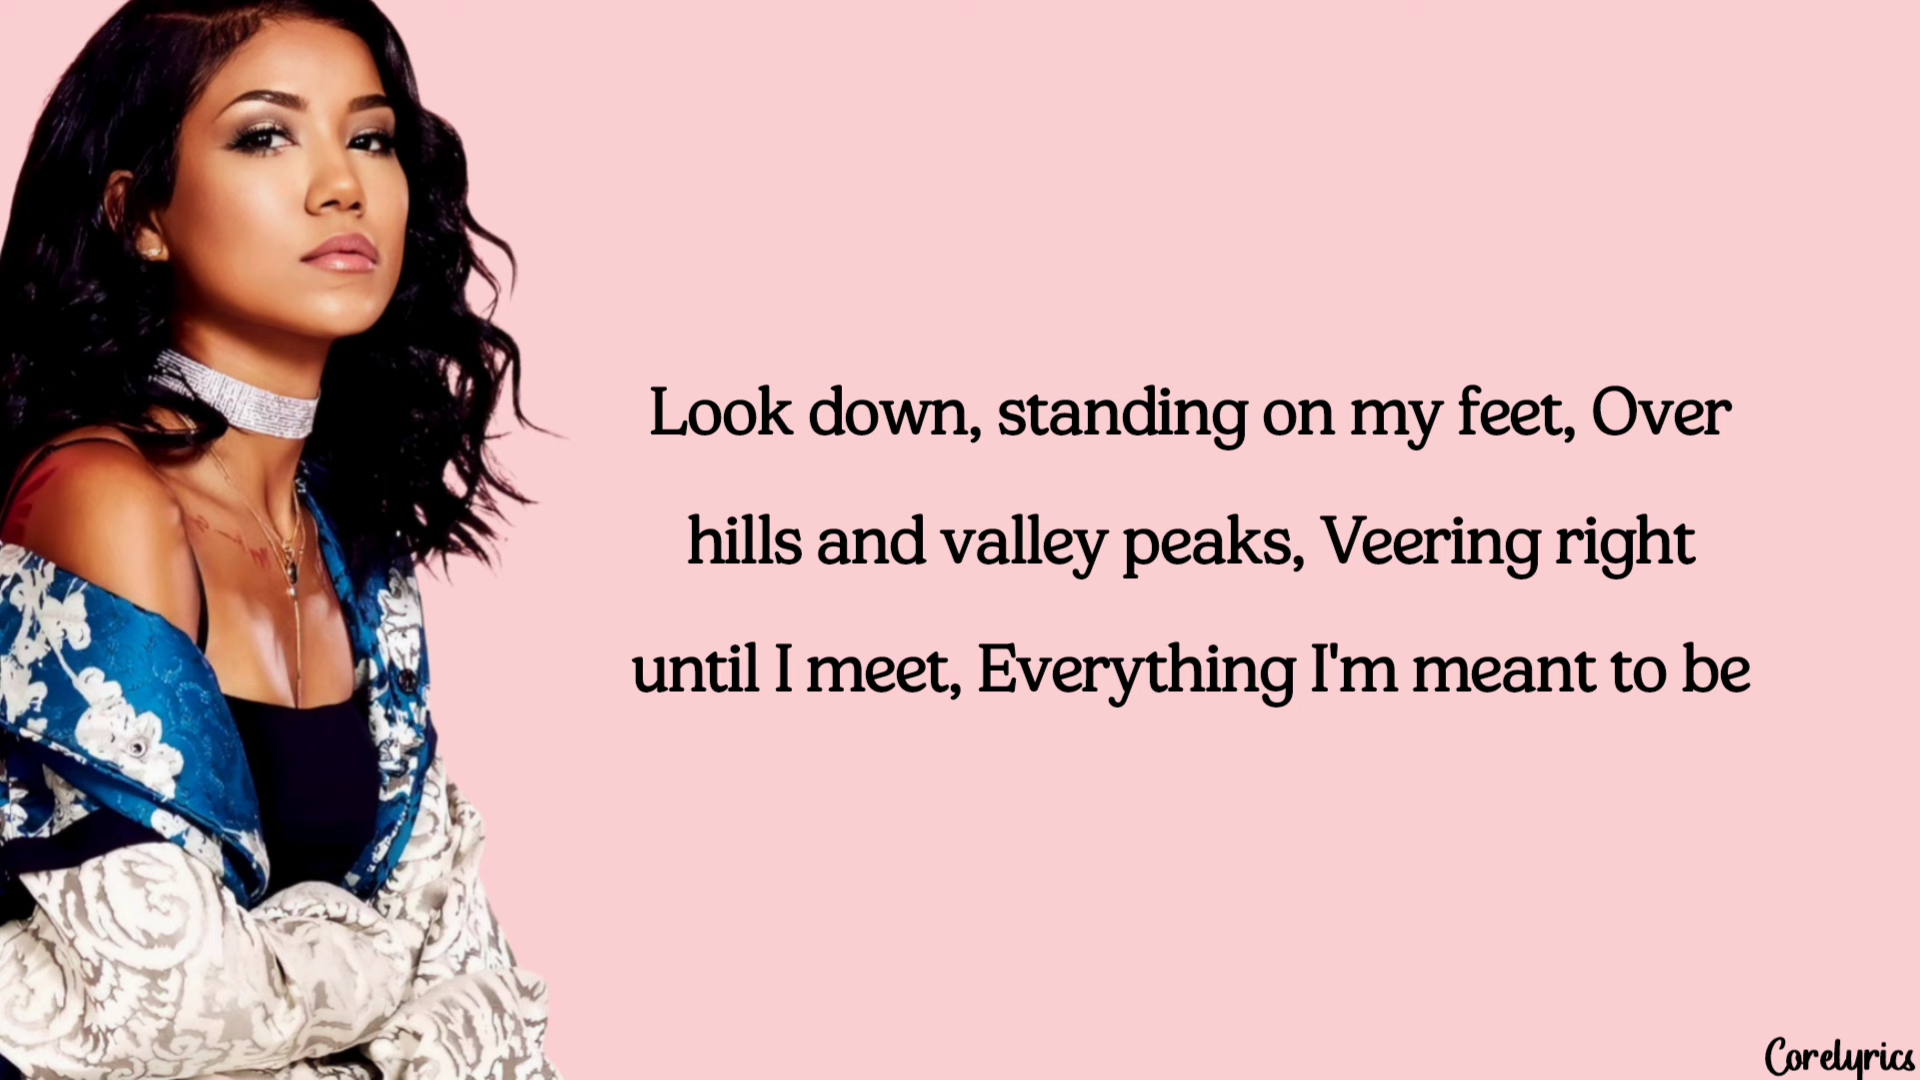 Look down, standing on my feet, Over
hills and valley peaks, Veering right
until I meet, Everything I'm meant to be
Corelyrics